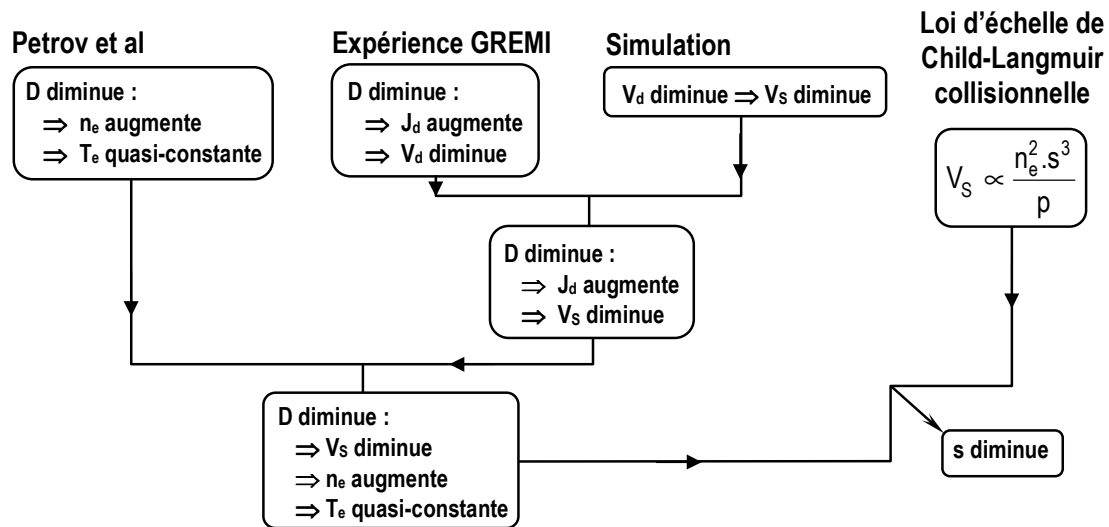 Petrov et al
D diminue :
⇒ nₑ augmente
⇒ Tₑ quasi-constante
Expérience GREMI
D diminue :
⇒ J_d augmente
⇒ V_d diminue
Simulation
V_d diminue ⇒ V_S diminue
Loi d’échelle de
Child-Langmuir
collisionnelle
V_S ∝ nₑ².s³ / p
D diminue :
⇒ J_d augmente
⇒ V_S diminue
D diminue :
⇒ V_S diminue
⇒ nₑ augmente
⇒ Tₑ quasi-constante
s diminue